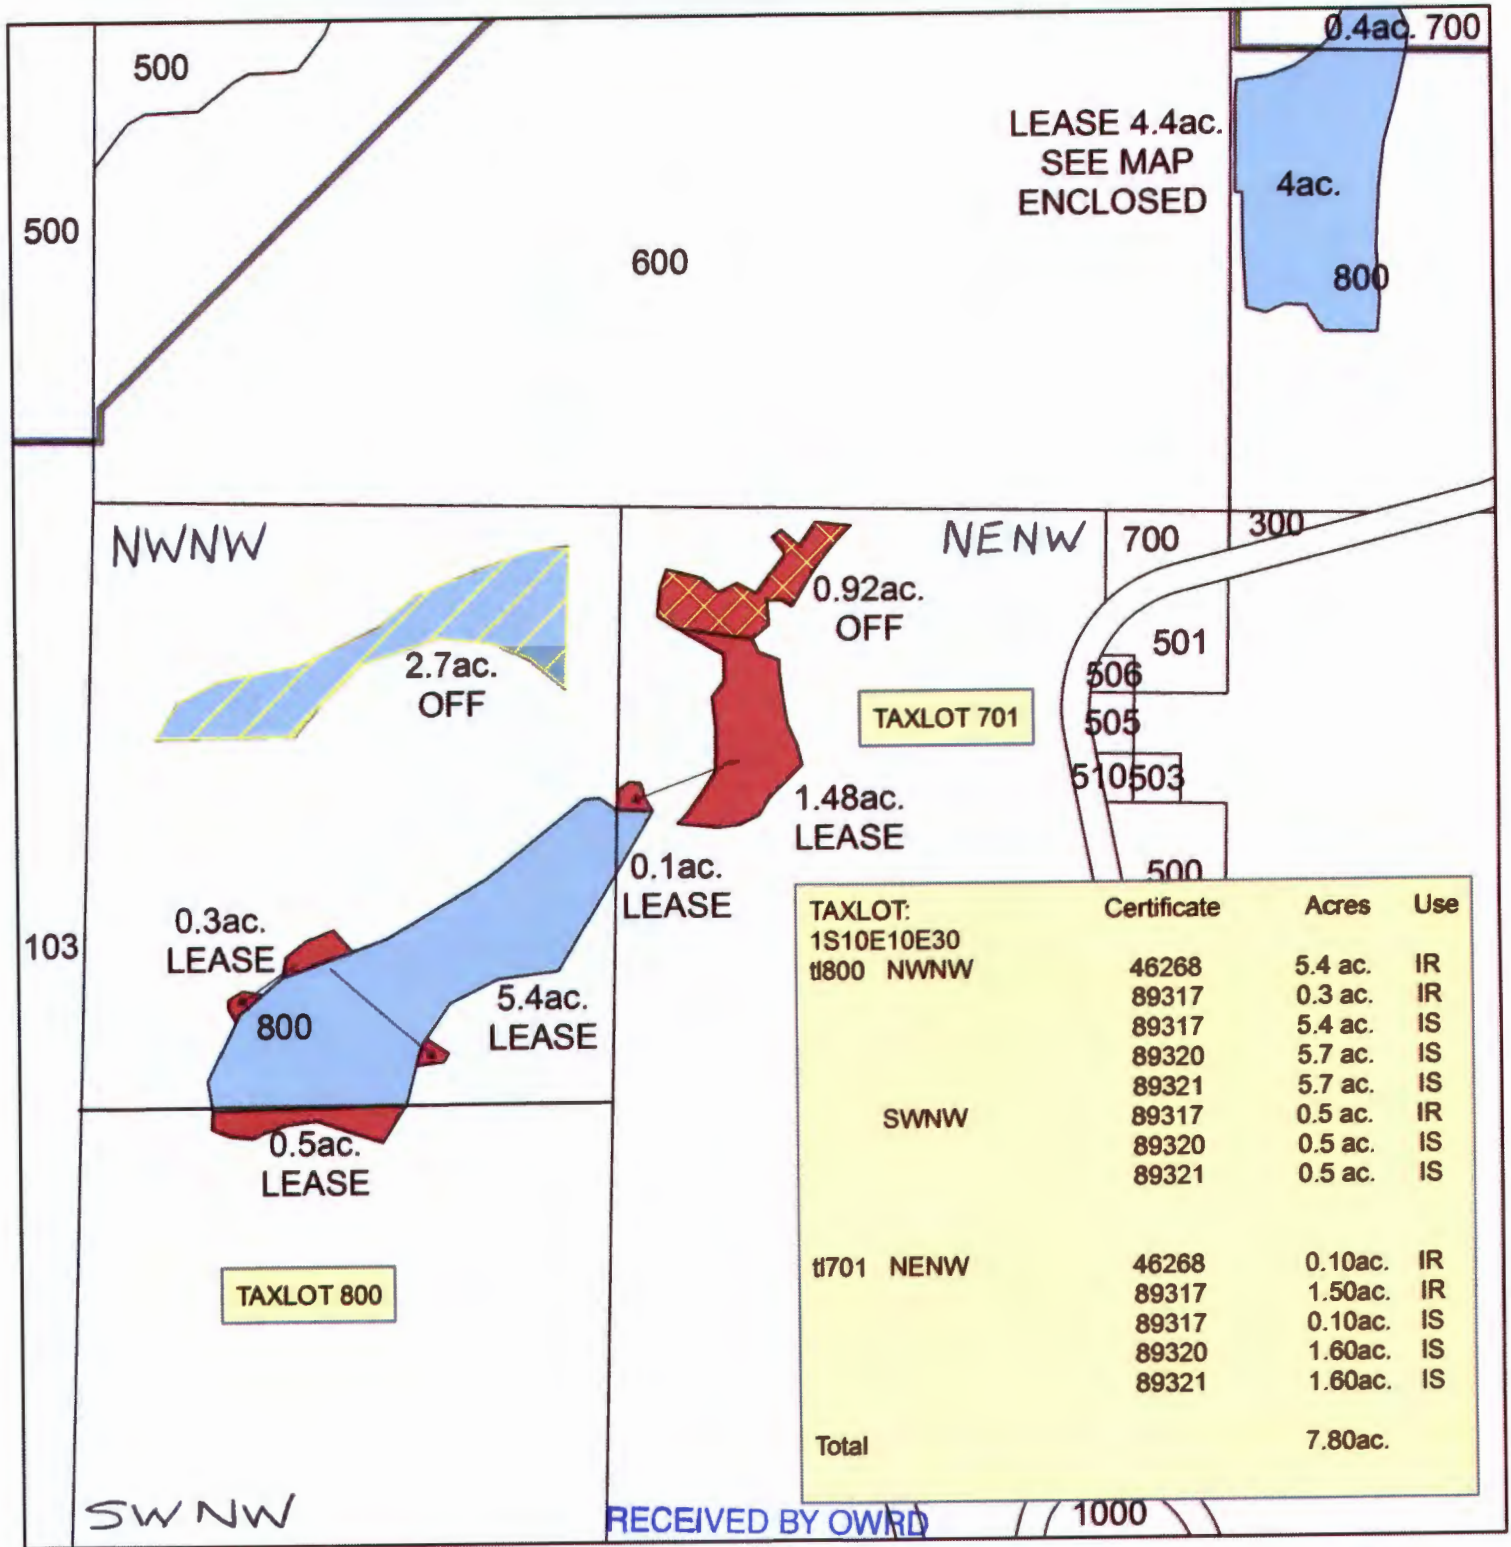 500
0.4ac. 700
LEASE 4.4ac.
SEE MAP
ENCLOSED
4ac.
500
600
800
NWNW
NENW
700
300
0.92ac.
OFF
501
2.7ac.
OFF
506
TAXLOT 701
505
510
503
1.48ac.
LEASE
0.1ac.
LEASE
500
0.3ac.
LEASE
103
5.4ac.
LEASE
800
0.5ac.
LEASE
TAXLOT 800
TAXLOT: Certificate Acres Use
1S10E10E30
tl800 NWNW 46268 5.4 ac. IR
89317 0.3 ac. IR
89317 5.4 ac. IS
89320 5.7 ac. IS
89321 5.7 ac. IS
SWNW 89317 0.5 ac. IR
89320 0.5 ac. IS
89321 0.5 ac. IS
tl701 NENW 46268 0.10ac. IR
89317 1.50ac. IR
89317 0.10ac. IS
89320 1.60ac. IS
89321 1.60ac. IS
Total 7.80ac.
SWNW
RECEIVED BY OWRD
1000